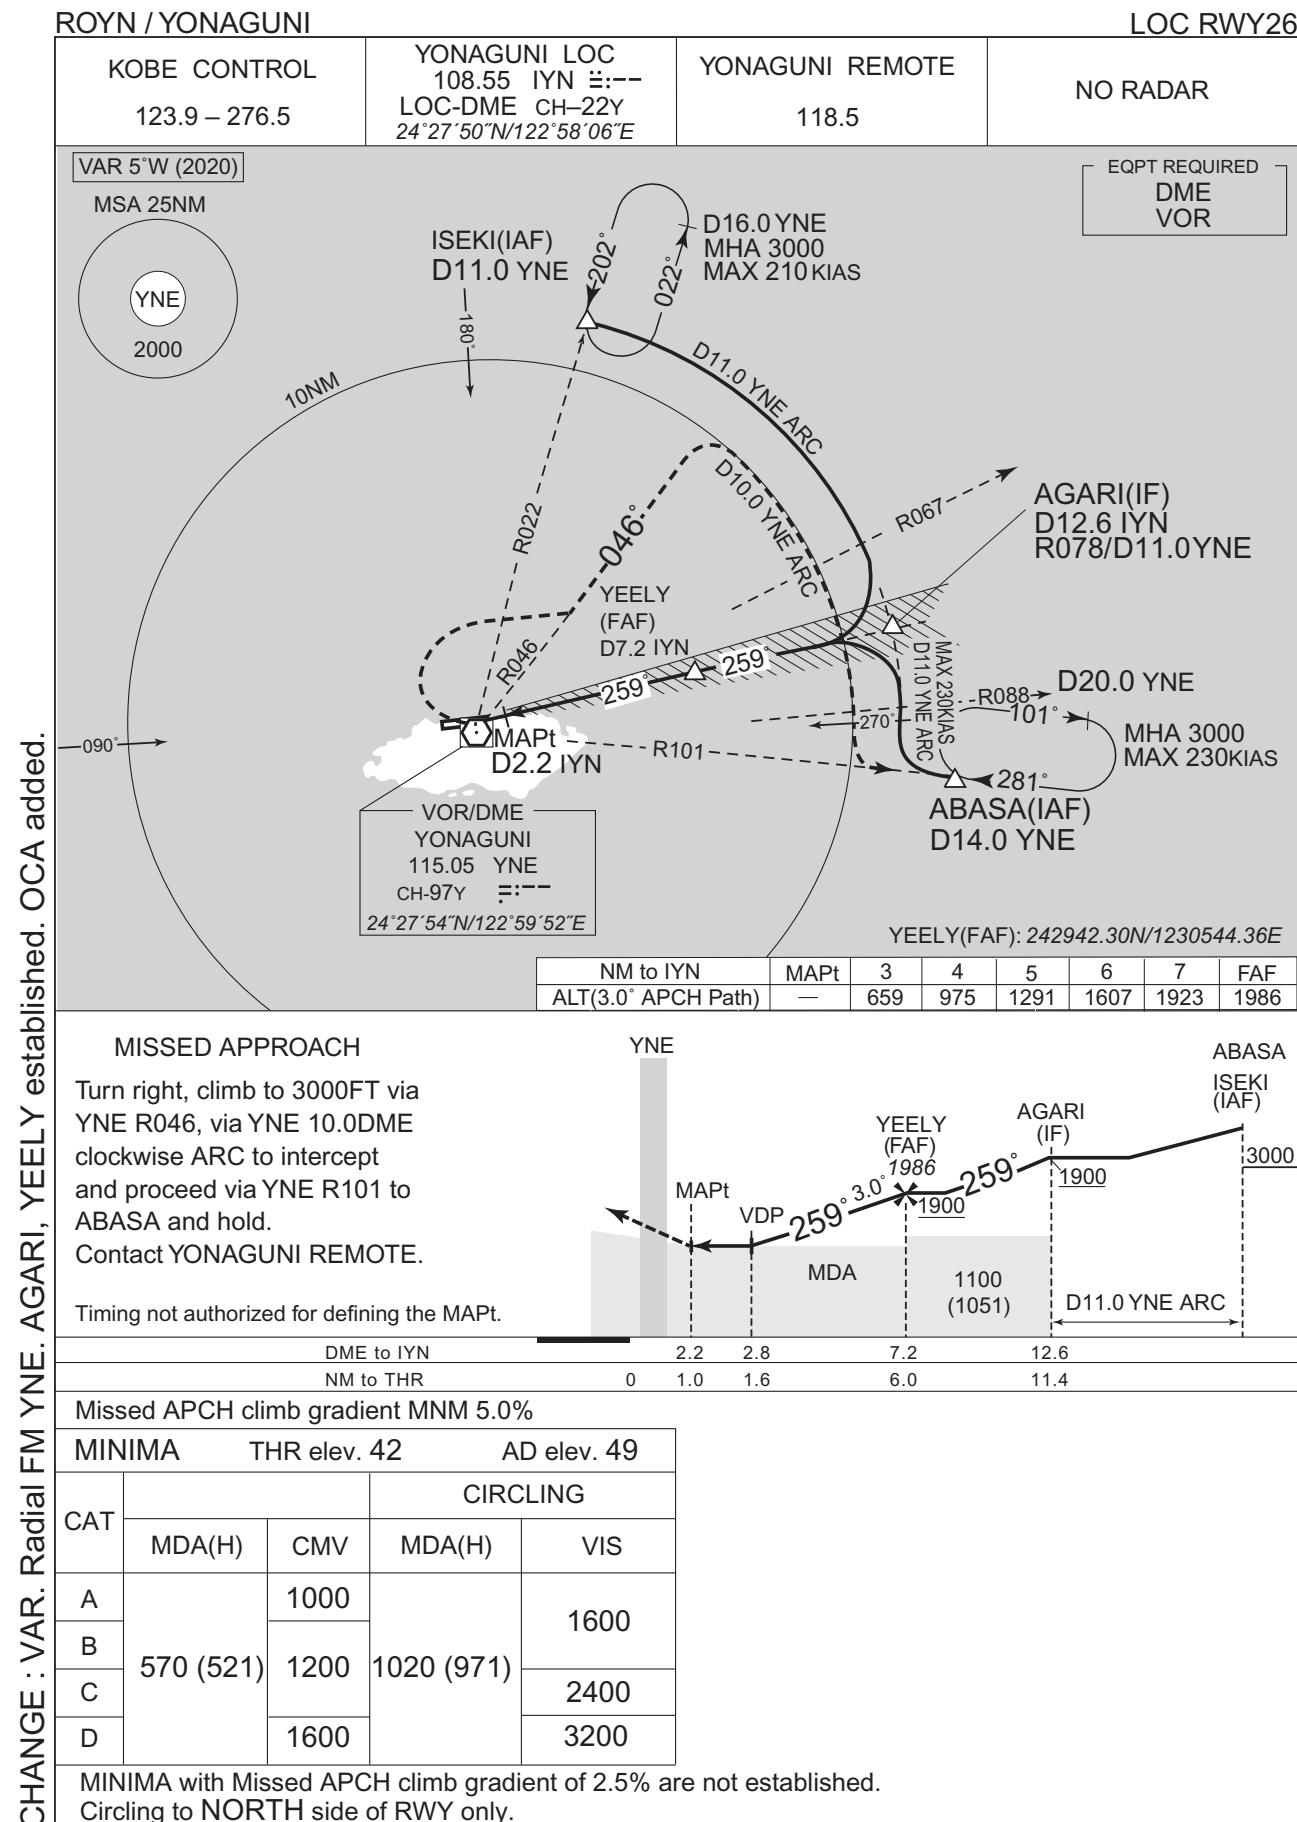 ROYN / YONAGUNI
LOC RWY26
KOBE CONTROL
123.9 – 276.5
YONAGUNI LOC
108.55 IYN
LOC-DME CH–22Y
24°27´50˝N/122°58´06˝E
YONAGUNI REMOTE
118.5
NO RADAR
VAR 5°W (2020)
MSA 25NM
YNE
2000
EQPT REQUIRED
DME
VOR
ISEKI(IAF)
D11.0 YNE
180°
202°
022°
D16.0 YNE
MHA 3000
MAX 210 KIAS
10NM
D11.0 YNE ARC
D10.0 YNE ARC
R022
046°
R046
R067
AGARI(IF)
D12.6 IYN
R078/D11.0YNE
YEELY
(FAF)
D7.2 IYN
259°
259°
MAX 230KIAS
D11.0 YNE ARC
R088
D20.0 YNE
101°
270°
MHA 3000
MAX 230KIAS
281°
ABASA(IAF)
D14.0 YNE
090°
R101
MAPt
D2.2 IYN
VOR/DME
YONAGUNI
115.05 YNE
CH-97Y
24°27´54˝N/122°59´52˝E
YEELY(FAF): 242942.30N/1230544.36E
NM to IYN MAPt 3 4 5 6 7 FAF
ALT(3.0° APCH Path) — 659 975 1291 1607 1923 1986
MISSED APPROACH
Turn right, climb to 3000FT via
YNE R046, via YNE 10.0DME
clockwise ARC to intercept
and proceed via YNE R101 to
ABASA and hold.
Contact YONAGUNI REMOTE.
Timing not authorized for defining the MAPt.
YNE
MAPt
VDP
259°
3.0°
YEELY
(FAF)
1986
1900
259°
AGARI
(IF)
1900
ABASA
ISEKI
(IAF)
3000
MDA
1100
(1051)
D11.0 YNE ARC
DME to IYN 2.2 2.8 7.2 12.6
NM to THR 0 1.0 1.6 6.0 11.4
Missed APCH climb gradient MNM 5.0%
MINIMA THR elev. 42 AD elev. 49
CAT
CIRCLING
MDA(H) CMV MDA(H) VIS
A 1000
B
C
D
570 (521)
1200
1600
1020 (971)
1600
2400
3200
MINIMA with Missed APCH climb gradient of 2.5% are not established.
Circling to NORTH side of RWY only.
CHANGE : VAR. Radial FM YNE. AGARI, YEELY established. OCA added.